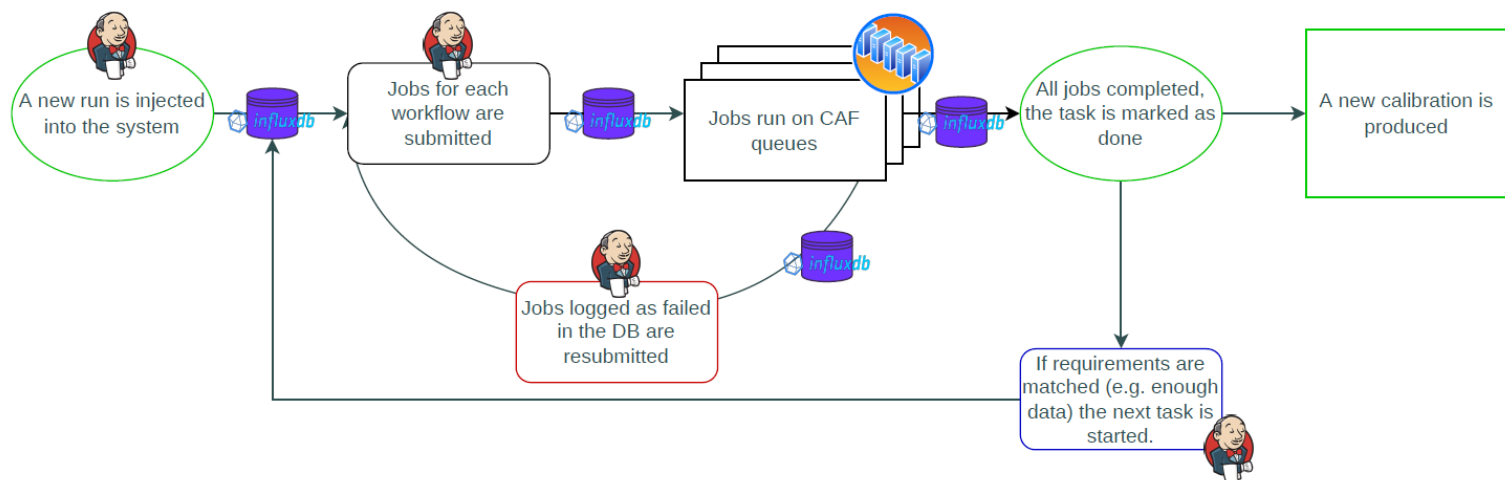 A new run is injected
into the system
influxdb
Jobs for each
workflow are
submitted
influxdb
Jobs run on CAF
queues
influxdb
All jobs completed,
the task is marked as
done
A new calibration is
produced
influxdb
Jobs logged as failed
in the DB are
resubmitted
If requirements are
matched (e.g. enough
data) the next task is
started.